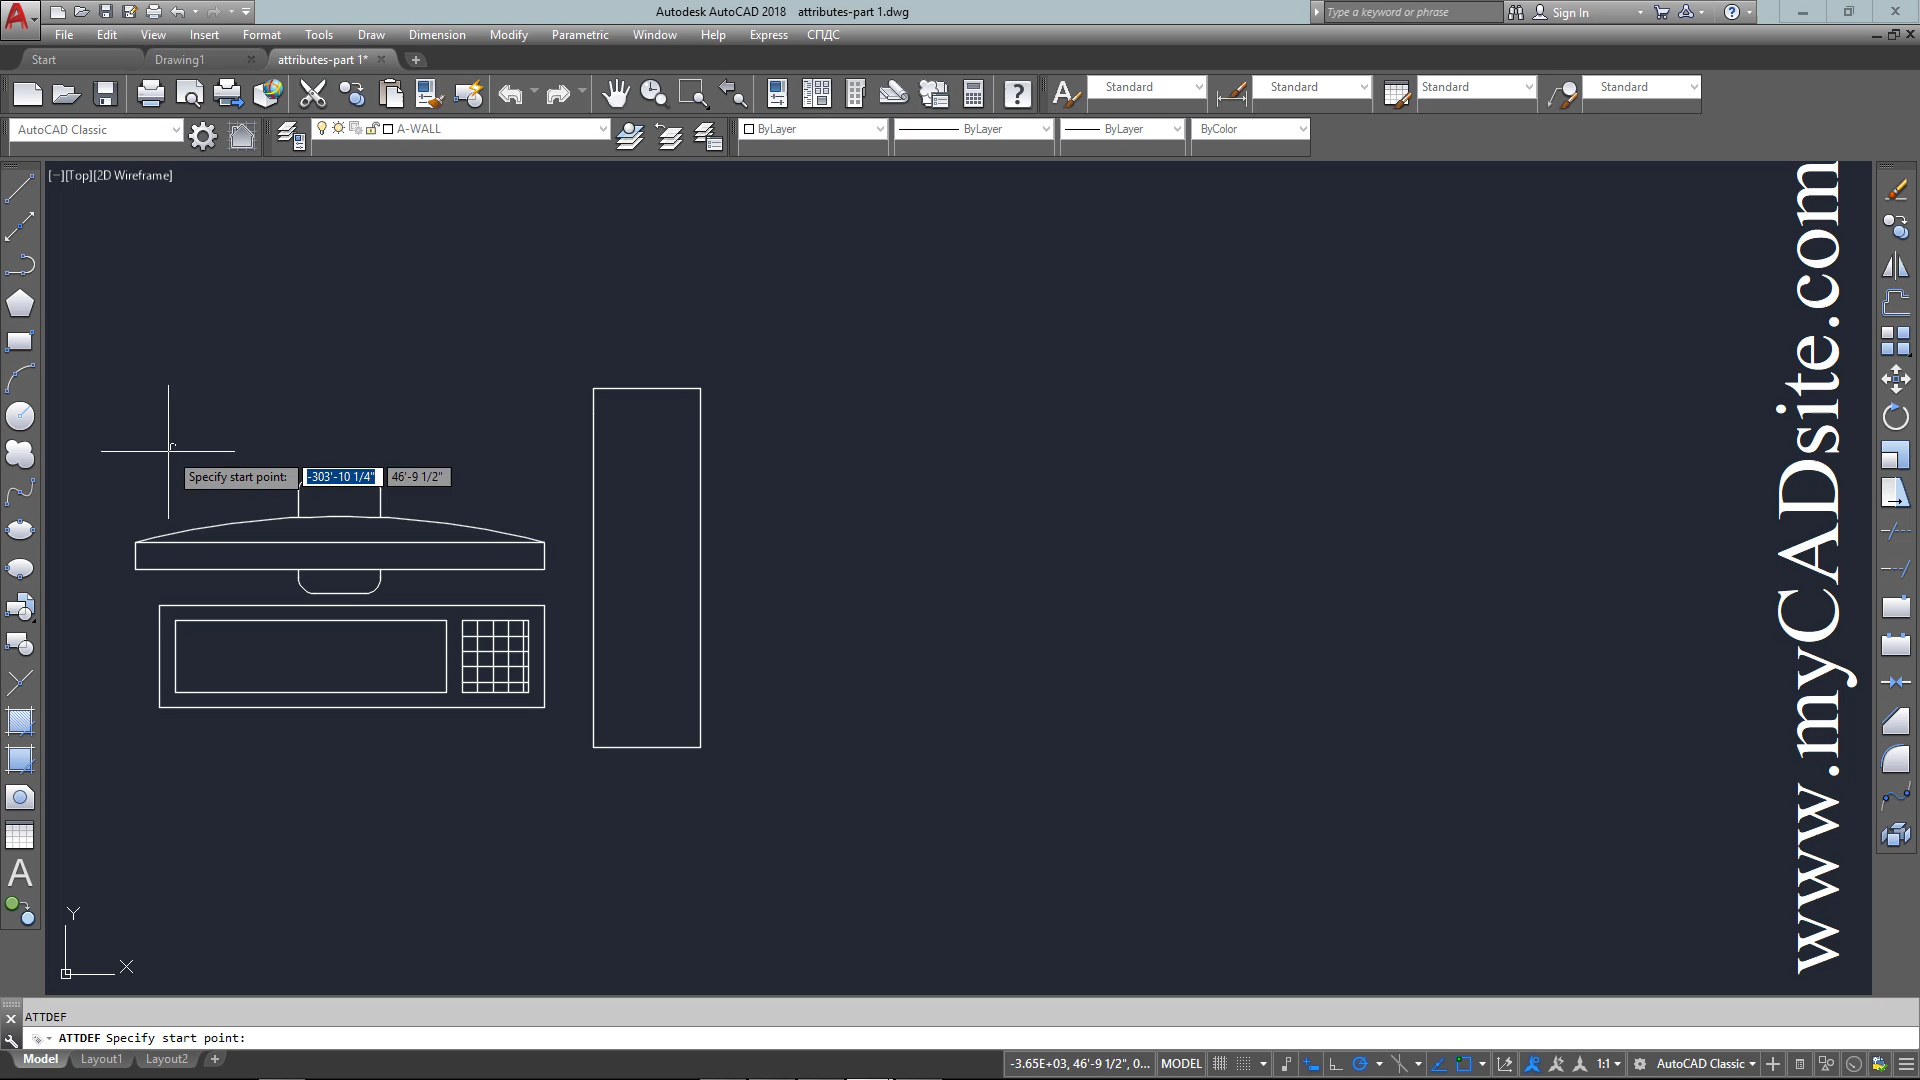 Autodesk AutoCAD 2018 attributes-part 1.dwg
Type a keyword or phrase
Sign In
File Edit View Insert Format Tools Draw Dimension Modify Parametric Window Help Express СПДС
Start Drawing1 attributes-part 1*
Standard Standard Standard Standard
AutoCAD Classic A-WALL ByLayer ByLayer ByLayer ByColor
[−][Top][2D Wireframe]
Specify start point: -303'-10 1/4" 46'-9 1/2"
www.myCADsite.com
Y
X
ATTDEF
ATTDEF Specify start point:
Model Layout1 Layout2
-3.65E+03, 46'-9 1/2", 0... MODEL 1:1 AutoCAD Classic